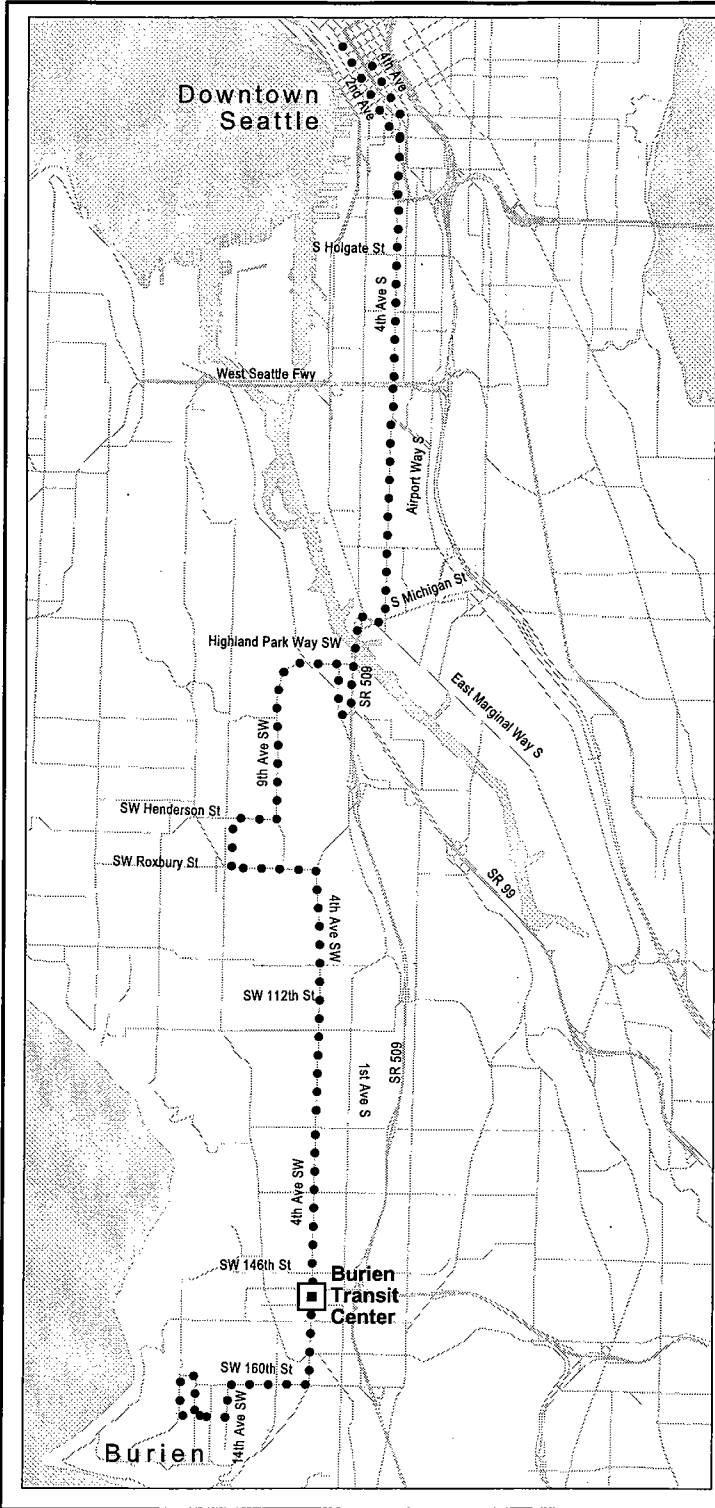 Downtown
Seattle
4th Ave
2nd Ave
S Holgate St
4th Ave S
West Seattle Fwy
Airport Way S
S Michigan St
Highland Park Way SW
SR 509
East Marginal Way S
9th Ave SW
SW Henderson St
SW Roxbury St
SR 99
4th Ave SW
SW 112th St
SR 509
1st Ave S
4th Ave SW
SW 146th St
Burien
Transit
Center
SW 160th St
14th Ave SW
Burien